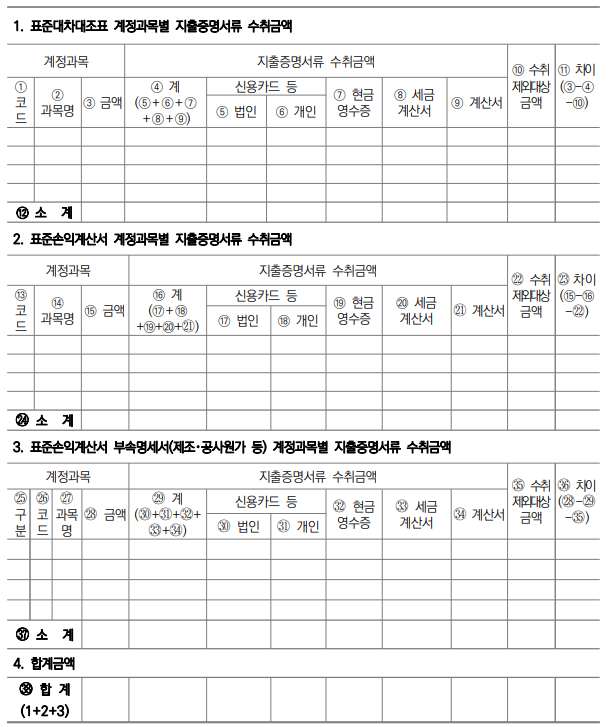 1. 표준대차대조표 계정과목별 지출증명서류 수취금액
계정과목 지출증명서류 수취금액 ⑩ 수취 제외대상 금액 ⑪ 차이 (③-④ -⑩)
① 코 드 ② 과목명 ③ 금액 ④ 계 (⑤+⑥+⑦ +⑧+⑨) 신용카드 등 ⑦ 현금 영수증 ⑧ 세금 계산서 ⑨ 계산서
⑤ 법인 ⑥ 개인
⑫ 소 계
2. 표준손익계산서 계정과목별 지출증명서류 수취금액
계정과목 지출증명서류 수취금액 ㉒ 수취 제외대상 금액 ㉓ 차이 (⑮-⑯ -㉒)
⑬ 코 드 ⑭ 과목명 ⑮ 금액 ⑯ 계 (⑰+⑱ +⑲+⑳+㉑) 신용카드 등 ⑲ 현금 영수증 ⑳ 세금 계산서 ㉑ 계산서
⑰ 법인 ⑱ 개인
㉔ 소 계
3. 표준손익계산서 부속명세서(제조·공사원가 등) 계정과목별 지출증명서류 수취금액
계정과목 지출증명서류 수취금액 ㉟ 수취 제외대상 금액 ㊱ 차이 (㉘-㉙ -㉟)
㉕ 구 분 ㉖ 코 드 ㉗ 과목 명 ㉘ 금액 ㉙ 계 (㉚+㉛+㉜+ ㉝+㉞) 신용카드 등 ㉜ 현금 영수증 ㉝ 세금 계산서 ㉞ 계산서
㉚ 법인 ㉛ 개인
㊲ 소 계
4. 합계금액
㊳ 합 계
(1+2+3)